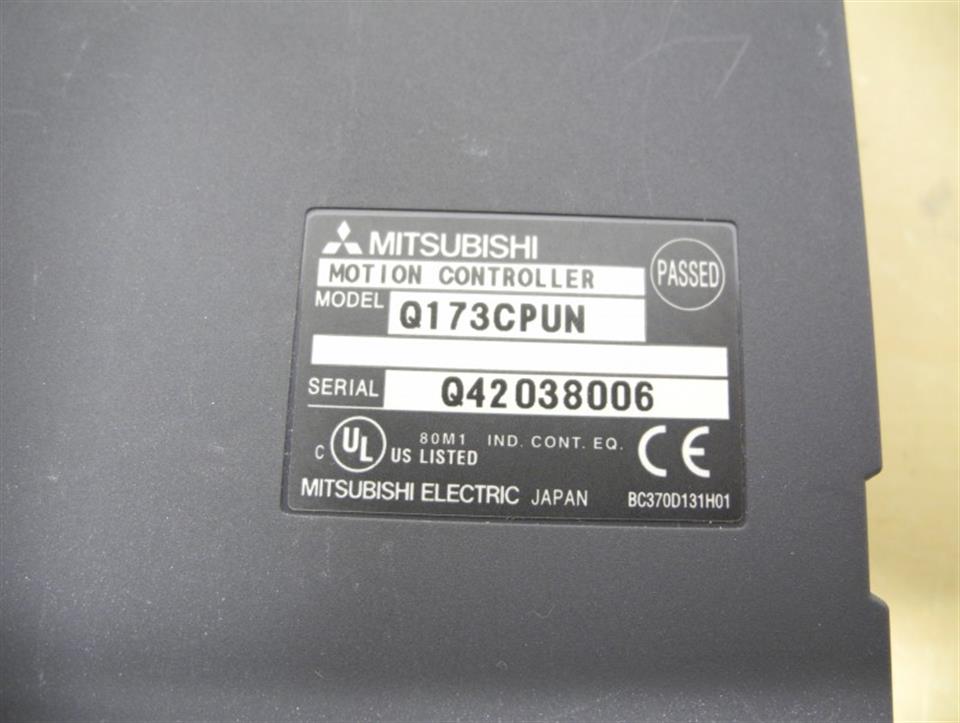 MITSUBISHI
MOTION CONTROLLER
PASSED
MODEL Q173CPUN
SERIAL Q42038006
C UL US LISTED 80M1 IND. CONT. EQ. CE
MITSUBISHI ELECTRIC JAPAN BC370D131H01